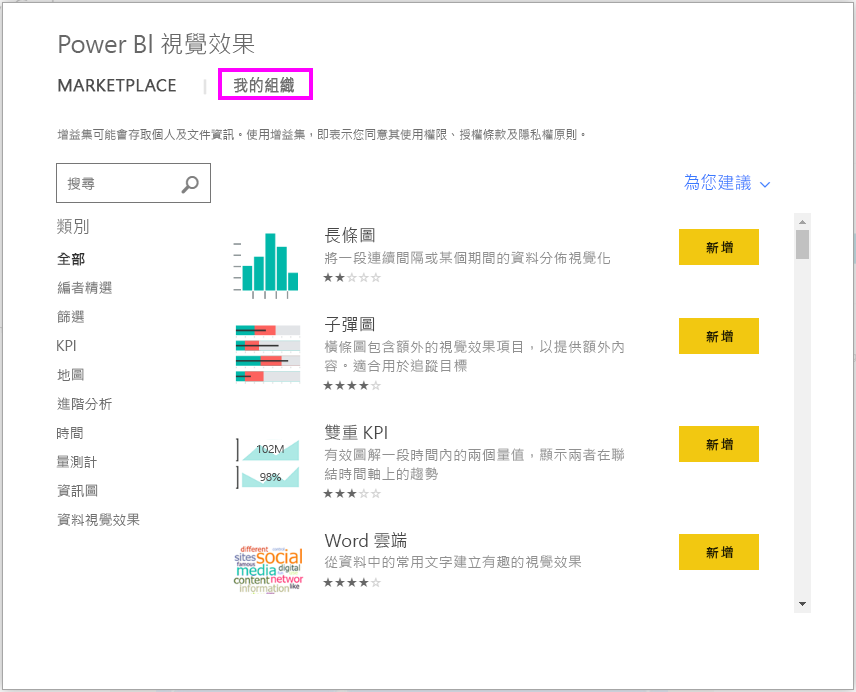 Power BI 視覺效果
MARKETPLACE | 我的組織
增益集可能會存取個人及文件資訊。使用增益集，即表示您同意其使用權限、授權條款及隱私權原則。
搜尋
為您建議
類別
全部
編者精選
篩選
KPI
地圖
進階分析
時間
量測計
資訊圖
資料視覺效果
長條圖
將一段連續間隔或某個期間的資料分佈視覺化
★★☆☆☆
新增
子彈圖
橫條圖包含額外的視覺效果項目，以提供額外內
容。適合用於追蹤目標
★★★★☆
新增
102M
98%
雙重 KPI
有效圖解一段時間內的兩個量值，顯示兩者在聯
結時間軸上的趨勢
★★★☆☆
新增
different
sites social
famous
media digital
content networ
information like
Word 雲端
從資料中的常用文字建立有趣的視覺效果
★★★★☆
新增